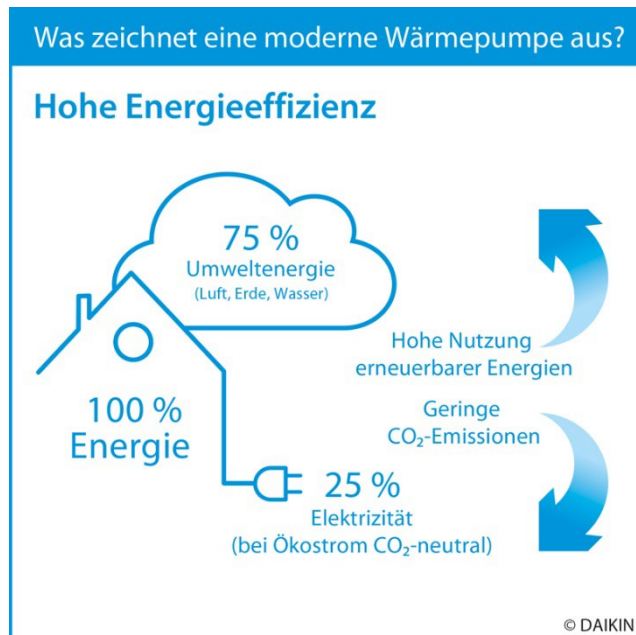 Was zeichnet eine moderne Wärmepumpe aus?
Hohe Energieeffizienz
75 %
Umweltenergie
(Luft, Erde, Wasser)
Hohe Nutzung
erneuerbarer Energien
100 %
Energie
Geringe
CO₂-Emissionen
25 %
Elektrizität
(bei Ökostrom CO₂-neutral)
© DAIKIN